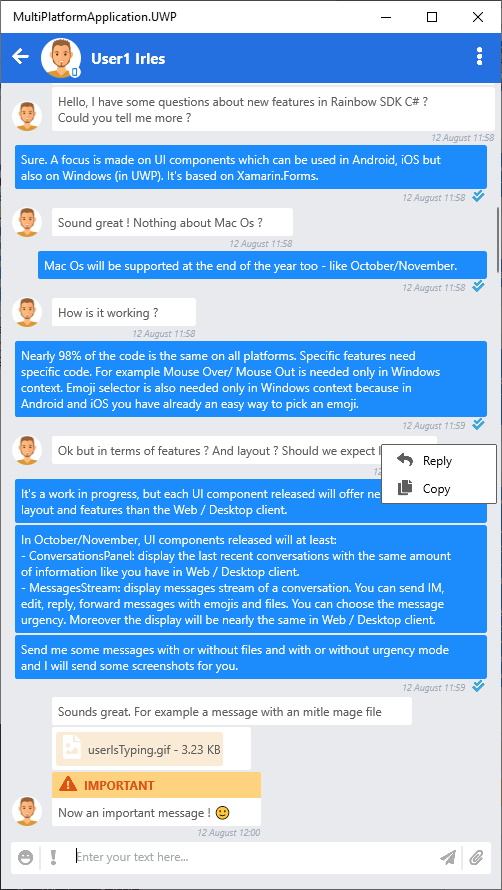 MultiPlatformApplication.UWP
User1 Irles
Hello, I have some questions about new features in Rainbow SDK C# ?
Could you tell me more ?
12 August 11:58
Sure. A focus is made on UI components which can be used in Android, iOS but
also on Windows (in UWP). It's based on Xamarin.Forms.
12 August 11:58
Sound great ! Nothing about Mac Os ?
12 August 11:58
Mac Os will be supported at the end of the year too - like October/November.
12 August 11:58
How is it working ?
12 August 11:58
Nearly 98% of the code is the same on all platforms. Specific features need
specific code. For example Mouse Over/ Mouse Out is needed only in Windows
context. Emoji selector is also needed only in Windows context because in
Android and iOS you have already an easy way to pick an emoji.
12 August 11:59
Ok but in terms of features ? And layout ? Should we expect
12
Reply
Copy
It's a work in progress, but each UI component released will offer
layout and features than the Web / Desktop client.
In October/November, UI components released will at least:
- ConversationsPanel: display the last recent conversations with the same amount
of information like you have in Web / Desktop client.
- MessagesStream: display messages stream of a conversation. You can send IM,
edit, reply, forward messages with emojis and files. You can choose the message
urgency. Moreover the display will be nearly the same in Web / Desktop client.
Send me some messages with or without files and with or without urgency mode
and I will send some screenshots for you.
12 August 11:59
Sounds great. For example a message with an mitle mage file
userIsTyping.gif - 3.23 KB
IMPORTANT
Now an important message ! 🙂
12 August 12:00
Enter your text here...